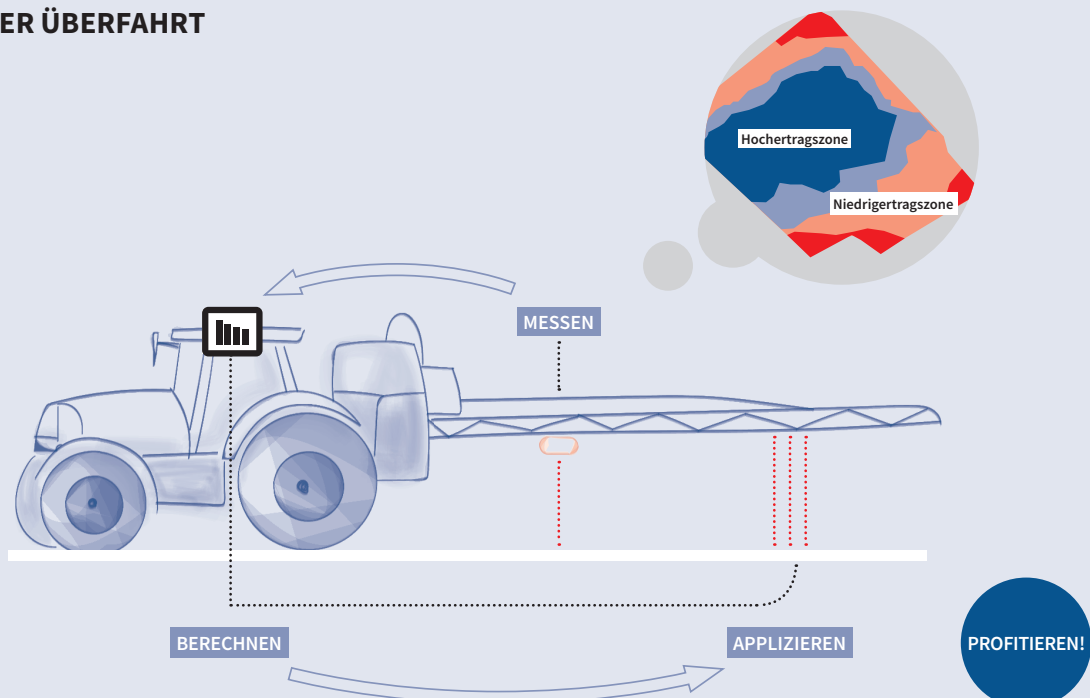 ER ÜBERFAHRT
Hochertragszone
Niedrigertragszone
MESSEN
BERECHNEN
APPLIZIEREN
PROFITIEREN!